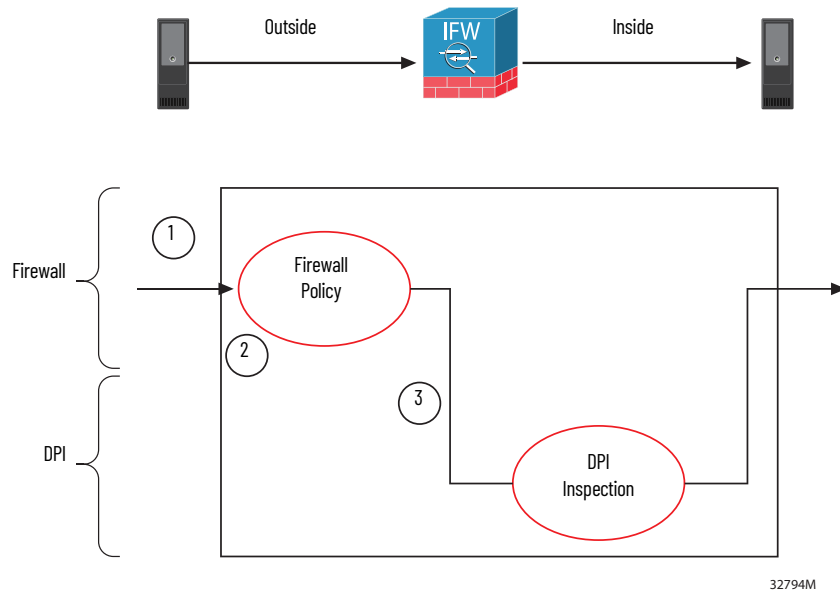 Outside
IFW
Inside
1
Firewall
Firewall
Policy
2
3
DPI
DPI
Inspection
32794M